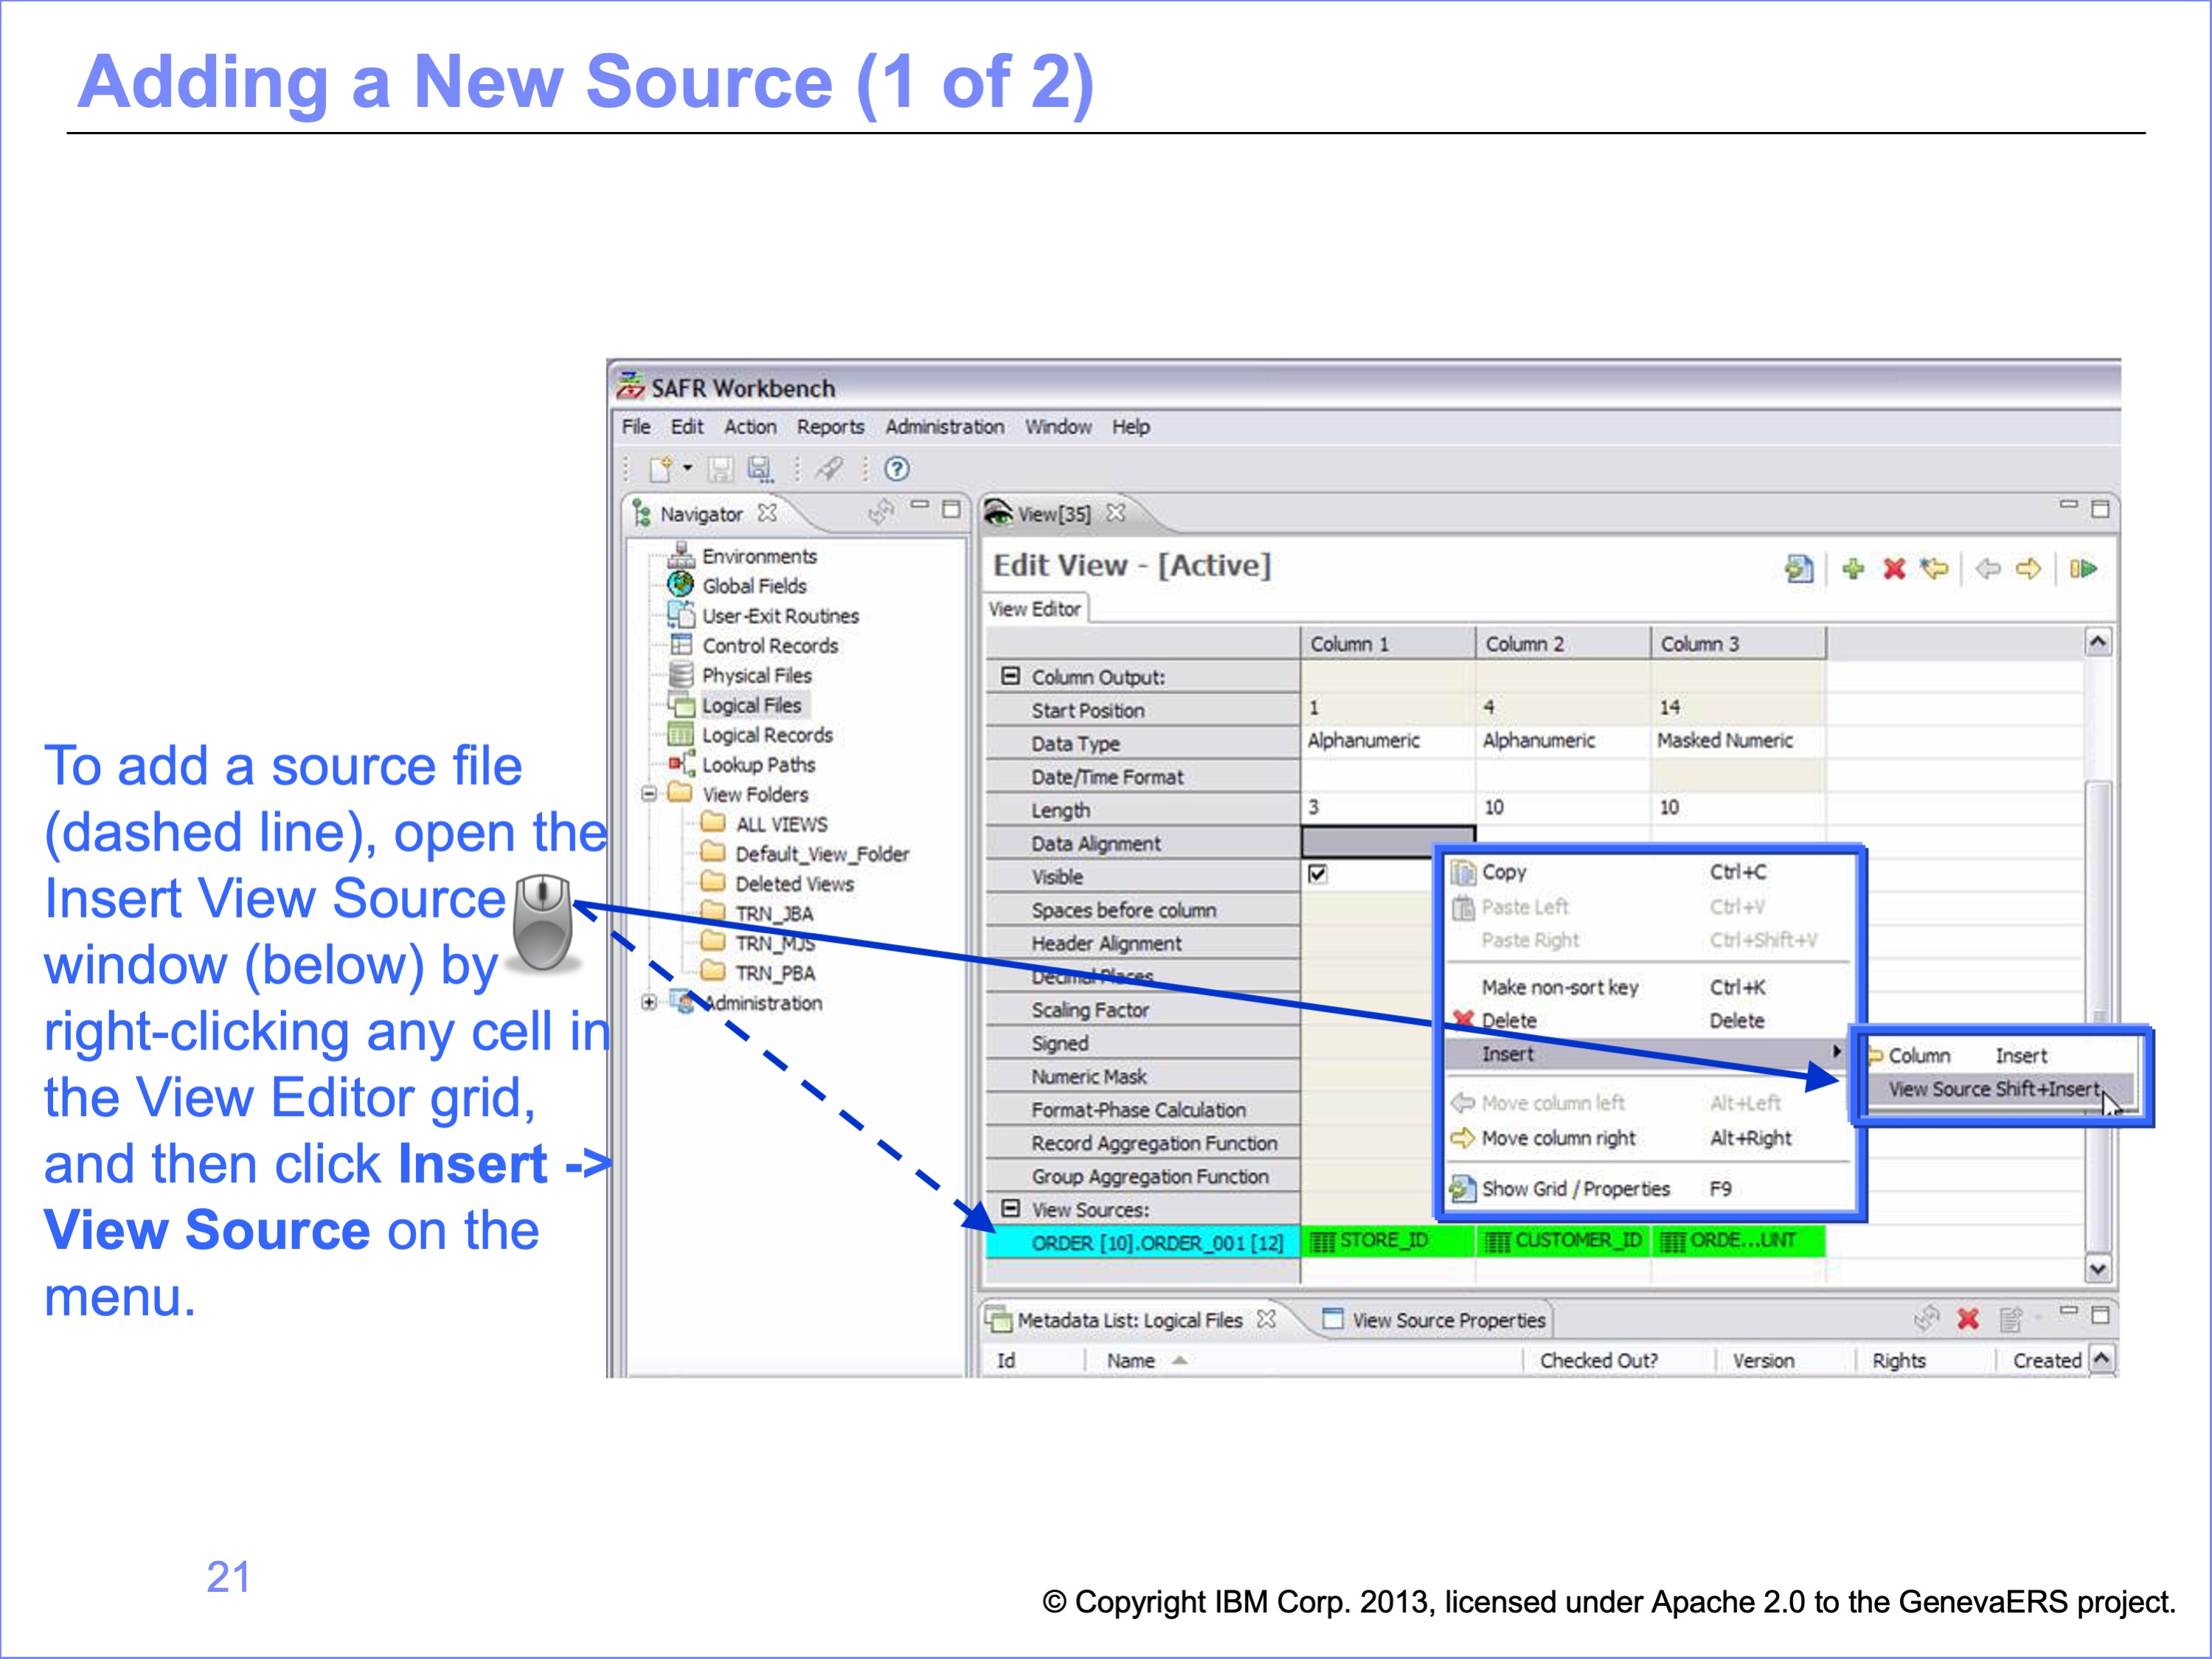 Adding a New Source (1 of 2)
To add a source file
(dashed line), open the
Insert View Source
window (below) by
right-clicking any cell in
the View Editor grid,
and then click Insert ->
View Source on the
menu.
SAFR Workbench
File Edit Action Reports Administration Window Help
Navigator
Environments
Global Fields
User-Exit Routines
Control Records
Physical Files
Logical Files
Logical Records
Lookup Paths
View Folders
ALL VIEWS
Default_View_Folder
Deleted Views
TRN_JBA
TRN_MJS
TRN_PBA
Administration
View[35]
Edit View - [Active]
View Editor
Column 1 Column 2 Column 3
Column Output:
Start Position 1 4 14
Data Type Alphanumeric Alphanumeric Masked Numeric
Date/Time Format
Length 3 10 10
Data Alignment
Visible
Spaces before column
Header Alignment
Decimal Places
Scaling Factor
Signed
Numeric Mask
Format-Phase Calculation
Record Aggregation Function
Group Aggregation Function
View Sources:
ORDER [10].ORDER_001 [12] STORE_ID CUSTOMER_ID ORDE...UNT
Copy Ctrl+C
Paste Left Ctrl+V
Paste Right Ctrl+Shift+V
Make non-sort key Ctrl+K
Delete Delete
Insert
Move column left Alt+Left
Move column right Alt+Right
Show Grid / Properties F9
Column Insert
View Source Shift+Insert
Metadata List: Logical Files View Source Properties
Id Name Checked Out? Version Rights Created
21
© Copyright IBM Corp. 2013, licensed under Apache 2.0 to the GenevaERS project.